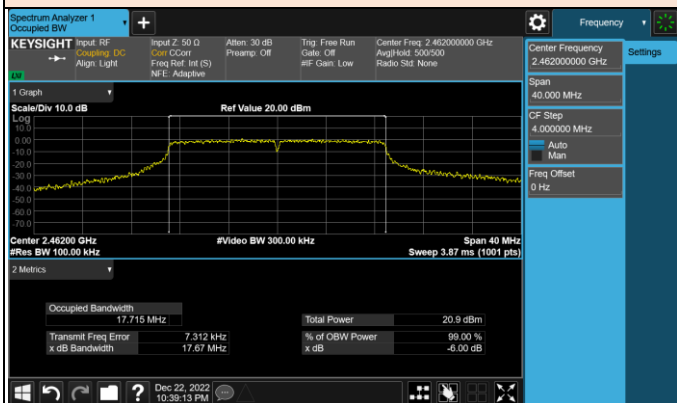 Spectrum Analyzer 1
Occupied BW
Frequency
KEYSIGHT
Input: RF
Coupling: DC
Align: Light
Input Z: 50 Ω
Corr CCorr
Freq Ref: Int (S)
NFE: Adaptive
Atten: 30 dB
Preamp: Off
Trig: Free Run
Gate: Off
#IF Gain: Low
Center Freq: 2.462000000 GHz
Avg|Hold: 500/500
Radio Std: None
Center Frequency
2.462000000 GHz
Settings
Span
40.000 MHz
CF Step
4.000000 MHz
Auto
Man
Freq Offset
0 Hz
1 Graph
Scale/Div 10.0 dB
Ref Value 20.00 dBm
Log
10.0
0.00
-10.0
-20.0
-30.0
-40.0
-50.0
-60.0
-70.0
Center 2.46200 GHz
#Video BW 300.00 kHz
Span 40 MHz
#Res BW 100.00 kHz
Sweep 3.87 ms (1001 pts)
2 Metrics
Occupied Bandwidth
17.715 MHz
Total Power
20.9 dBm
Transmit Freq Error
7.312 kHz
% of OBW Power
99.00 %
x dB Bandwidth
17.67 MHz
x dB
-6.00 dB
?
Dec 22, 2022
10:39:13 PM